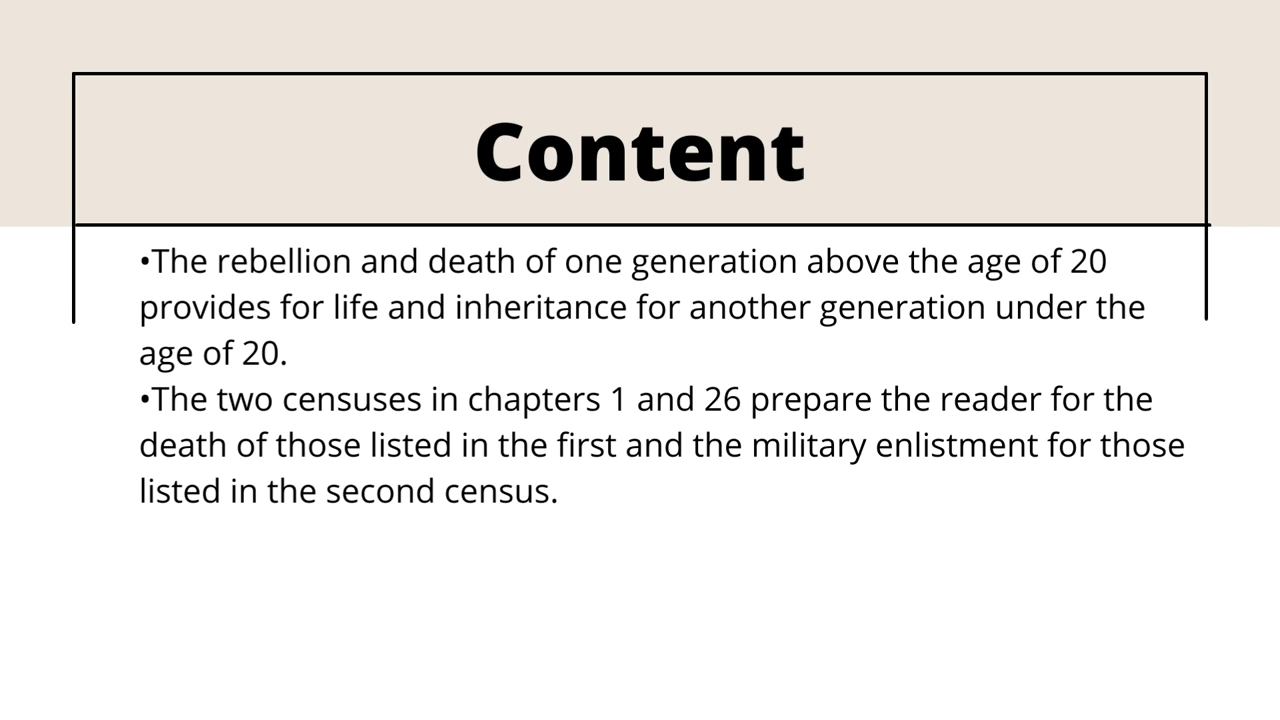 Content
•The rebellion and death of one generation above the age of 20
provides for life and inheritance for another generation under the
age of 20.
•The two censuses in chapters 1 and 26 prepare the reader for the
death of those listed in the first and the military enlistment for those
listed in the second census.